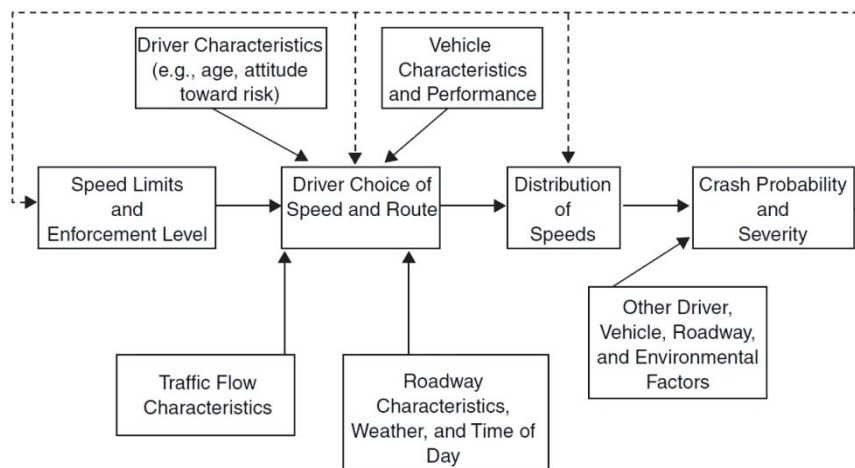 Driver Characteristics
(e.g., age, attitude
toward risk)
Vehicle
Characteristics
and Performance
Speed Limits
and
Enforcement Level
Driver Choice of
Speed and Route
Distribution
of
Speeds
Crash Probability
and
Severity
Traffic Flow
Characteristics
Roadway
Characteristics,
Weather, and Time of
Day
Other Driver,
Vehicle, Roadway,
and Environmental
Factors